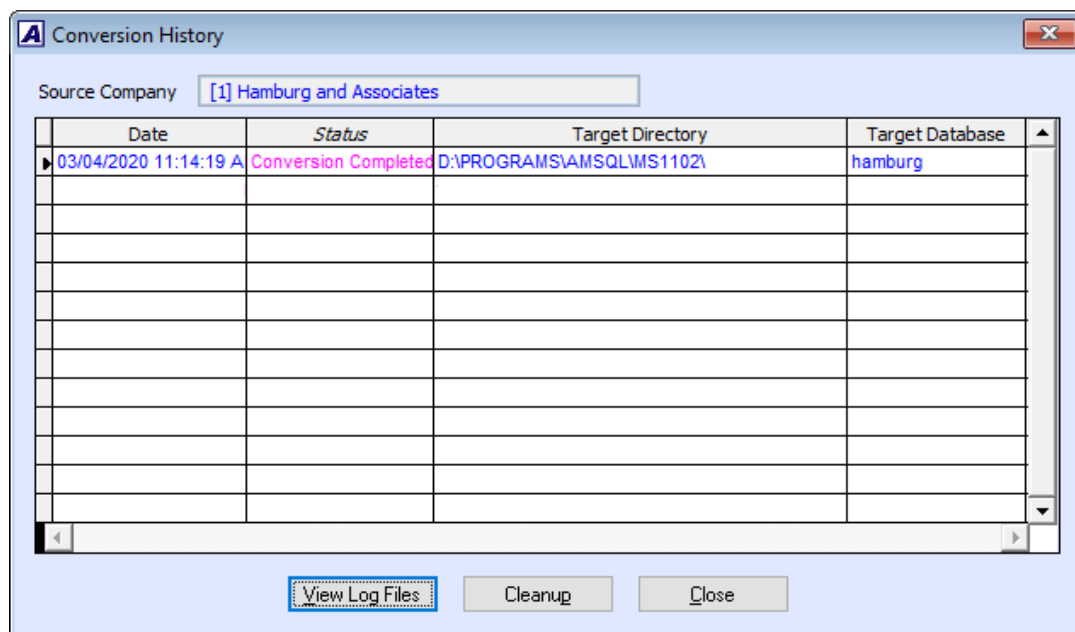 A Conversion History
Source Company [1] Hamburg and Associates
Date Status Target Directory Target Database
03/04/2020 11:14:19 A Conversion Completed D:\PROGRAMS\AMSQL\MS1102\ hamburg
View Log Files Cleanup Close